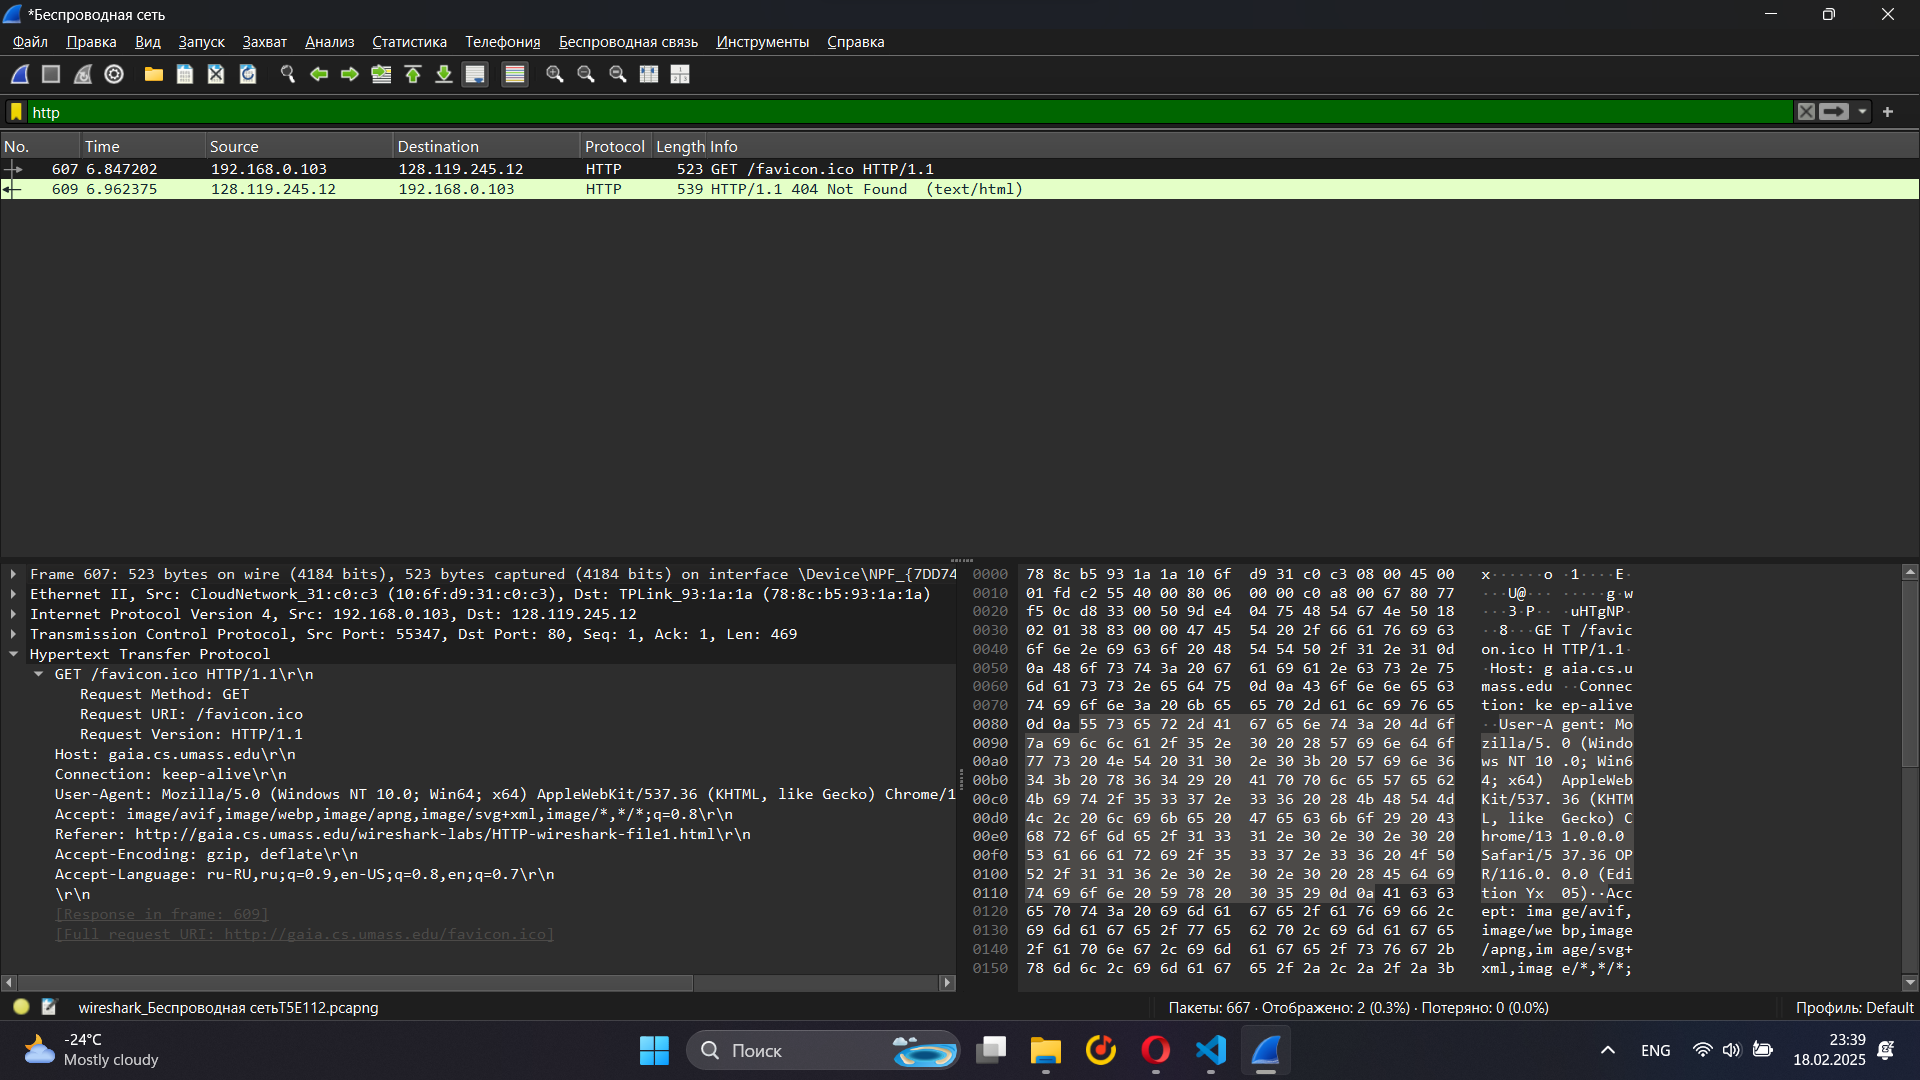 *Беспроводная сеть
Файл Правка Вид Запуск Захват Анализ Статистика Телефония Беспроводная связь Инструменты Справка
http
No. Time Source Destination Protocol Length Info
607 6.847202 192.168.0.103 128.119.245.12 HTTP 523 GET /favicon.ico HTTP/1.1
609 6.962375 128.119.245.12 192.168.0.103 HTTP 539 HTTP/1.1 404 Not Found (text/html)
Frame 607: 523 bytes on wire (4184 bits), 523 bytes captured (4184 bits) on interface \Device\NPF_{7DD74
Ethernet II, Src: CloudNetwork_31:c0:c3 (10:6f:d9:31:c0:c3), Dst: TPLink_93:1a:1a (78:8c:b5:93:1a:1a)
Internet Protocol Version 4, Src: 192.168.0.103, Dst: 128.119.245.12
Transmission Control Protocol, Src Port: 55347, Dst Port: 80, Seq: 1, Ack: 1, Len: 469
Hypertext Transfer Protocol
GET /favicon.ico HTTP/1.1\r\n
Request Method: GET
Request URI: /favicon.ico
Request Version: HTTP/1.1
Host: gaia.cs.umass.edu\r\n
Connection: keep-alive\r\n
User-Agent: Mozilla/5.0 (Windows NT 10.0; Win64; x64) AppleWebKit/537.36 (KHTML, like Gecko) Chrome/1
Accept: image/avif,image/webp,image/apng,image/svg+xml,image/*,*/*;q=0.8\r\n
Referer: http://gaia.cs.umass.edu/wireshark-labs/HTTP-wireshark-file1.html\r\n
Accept-Encoding: gzip, deflate\r\n
Accept-Language: ru-RU,ru;q=0.9,en-US;q=0.8,en;q=0.7\r\n
\r\n
[Response in frame: 609]
[Full request URI: http://gaia.cs.umass.edu/favicon.ico]
0000 78 8c b5 93 1a 1a 10 6f d9 31 c0 c3 08 00 45 00 x······o ·1····E·
0010 01 fd c2 55 40 00 80 06 00 00 c0 a8 00 67 80 77 ···U@··· ·····g·w
0020 f5 0c d8 33 00 50 9d e4 04 75 48 54 67 4e 50 18 ···3·P·· ·uHTgNP·
0030 02 01 38 83 00 00 47 45 54 20 2f 66 61 76 69 63 ··8···GE T /favic
0040 6f 6e 2e 69 63 6f 20 48 54 54 50 2f 31 2e 31 0d on.ico H TTP/1.1·
0050 0a 48 6f 73 74 3a 20 67 61 69 61 2e 63 73 2e 75 ·Host: g aia.cs.u
0060 6d 61 73 73 2e 65 64 75 0d 0a 43 6f 6e 6e 65 63 mass.edu ··Connec
0070 74 69 6f 6e 3a 20 6b 65 65 70 2d 61 6c 69 76 65 tion: ke ep-alive
0080 0d 0a 55 73 65 72 2d 41 67 65 6e 74 3a 20 4d 6f ··User-A gent: Mo
0090 7a 69 6c 6c 61 2f 35 2e 30 20 28 57 69 6e 64 6f zilla/5. 0 (Windo
00a0 77 73 20 4e 54 20 31 30 2e 30 3b 20 57 69 6e 36 ws NT 10 .0; Win6
00b0 34 3b 20 78 36 34 29 20 41 70 70 6c 65 57 65 62 4; x64) AppleWeb
00c0 4b 69 74 2f 35 33 37 2e 33 36 20 28 4b 48 54 4d Kit/537. 36 (KHTM
00d0 4c 2c 20 6c 69 6b 65 20 47 65 63 6b 6f 29 20 43 L, like Gecko) C
00e0 68 72 6f 6d 65 2f 31 33 31 2e 30 2e 30 2e 30 20 hrome/13 1.0.0.0
00f0 53 61 66 61 72 69 2f 35 33 37 2e 33 36 20 4f 50 Safari/5 37.36 OP
0100 52 2f 31 31 36 2e 30 2e 30 2e 30 20 28 45 64 69 R/116.0. 0.0 (Edi
0110 74 69 6f 6e 20 59 78 20 30 35 29 0d 0a 41 63 63 tion Yx 05)··Acc
0120 65 70 74 3a 20 69 6d 61 67 65 2f 61 76 69 66 2c ept: ima ge/avif,
0130 69 6d 61 67 65 2f 77 65 62 70 2c 69 6d 61 67 65 image/we bp,image
0140 2f 61 70 6e 67 2c 69 6d 61 67 65 2f 73 76 67 2b /apng,im age/svg+
0150 78 6d 6c 2c 69 6d 61 67 65 2f 2a 2c 2a 2f 2a 3b xml,imag e/*,*/*;
wireshark_Беспроводная сетьT5E112.pcapng Пакеты: 667 · Отображено: 2 (0.3%) · Потеряно: 0 (0.0%) Профиль: Default
-24°C
Mostly cloudy
Поиск
ENG
23:39
18.02.2025